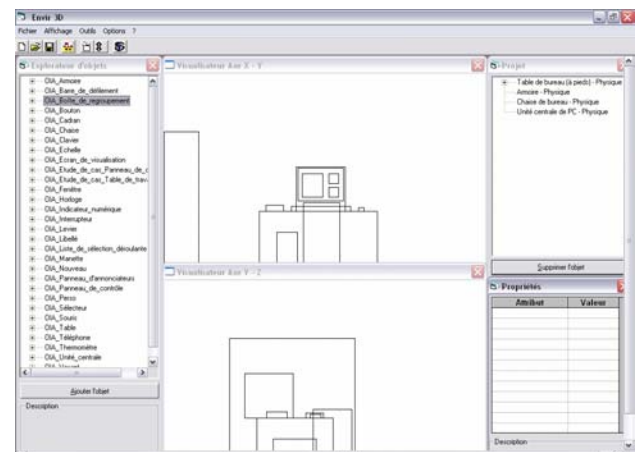 Envir 3D
Fichier Affichage Outils Options ?
Explorateur d'objets
OIA_Armoire
OIA_Barre_de_défilement
OIA_Boîte_de_regroupement
OIA_Bouton
OIA_Cadran
OIA_Chaise
OIA_Clavier
OIA_Echelle
OIA_Ecran_de_visualisation
OIA_Etude_de_cas_Panneau_de_c
OIA_Etude_de_cas_Table_de_trav
OIA_Fenêtre
OIA_Horloge
OIA_Indicateur_numérique
OIA_Interrupteur
OIA_Levier
OIA_Libellé
OIA_Liste_de_sélection_déroulante
OIA_Manette
OIA_Nouveau
OIA_Panneau_d'annonciateurs
OIA_Panneau_de_contrôle
OIA_Perso
OIA_Sélecteur
OIA_Souris
OIA_Table
OIA_Téléphone
OIA_Thermomètre
OIA_Unité_centrale
Ajouter l'objet
Description
Visualisateur Axe X - Y
Visualisateur Axe Y - Z
Projet
Table de bureau (à pieds) - Physique
Armoire - Physique
Chaise de bureau - Physique
Unité centrale de PC - Physique
Supprimer l'objet
Propriétés
Attribut Valeur
Description